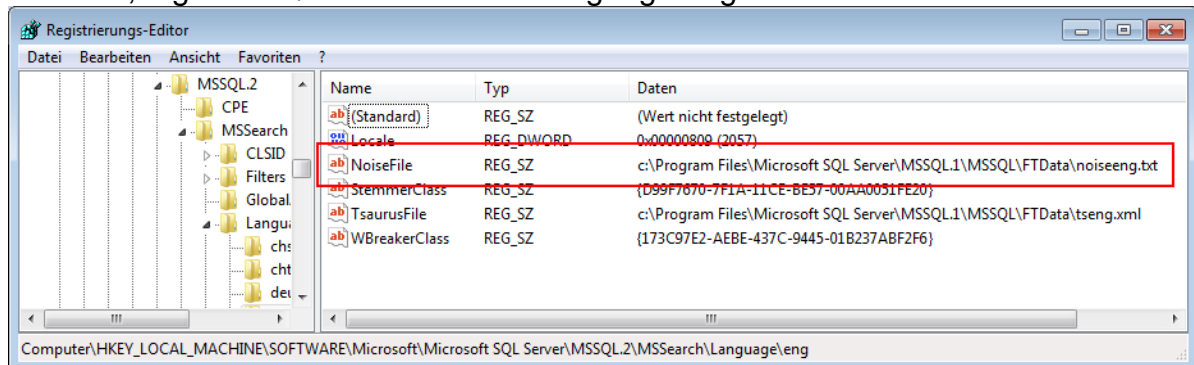 Registrierungs-Editor
Datei Bearbeiten Ansicht Favoriten ?
MSSQL.2
CPE
MSSearch
CLSID
Filters
Global.
Langua
chs
cht
deu
Name Typ Daten
(Standard) REG_SZ (Wert nicht festgelegt)
Locale REG_DWORD 0x00000809 (2057)
NoiseFile REG_SZ c:\Program Files\Microsoft SQL Server\MSSQL.1\MSSQL\FTData\noiseeng.txt
StemmerClass REG_SZ {D99F7670-7F1A-11CE-BE57-00AA0051FE20}
TsaurusFile REG_SZ c:\Program Files\Microsoft SQL Server\MSSQL.1\MSSQL\FTData\tseng.xml
WBreakerClass REG_SZ {173C97E2-AEBE-437C-9445-01B237ABF2F6}
Computer\HKEY_LOCAL_MACHINE\SOFTWARE\Microsoft\Microsoft SQL Server\MSSQL.2\MSSearch\Language\eng